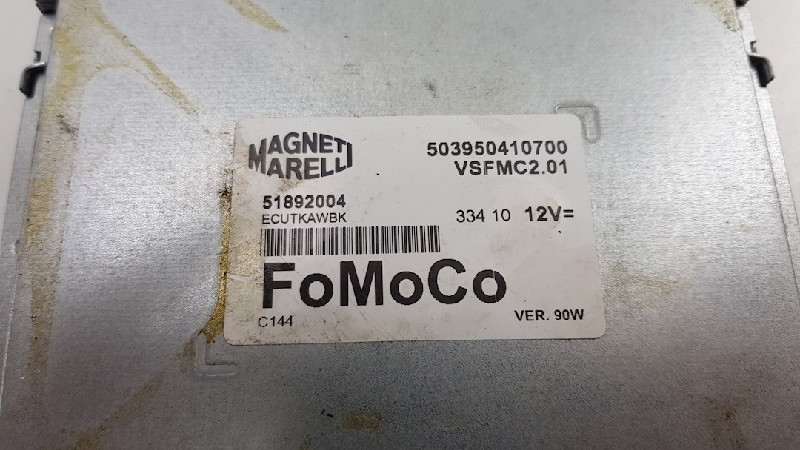 MAGNETI
MARELLI
503950410700
VSFMC2.01
51892004
ECUTKAWBK
334 10 12V=
FoMoCo
C144
VER. 90W